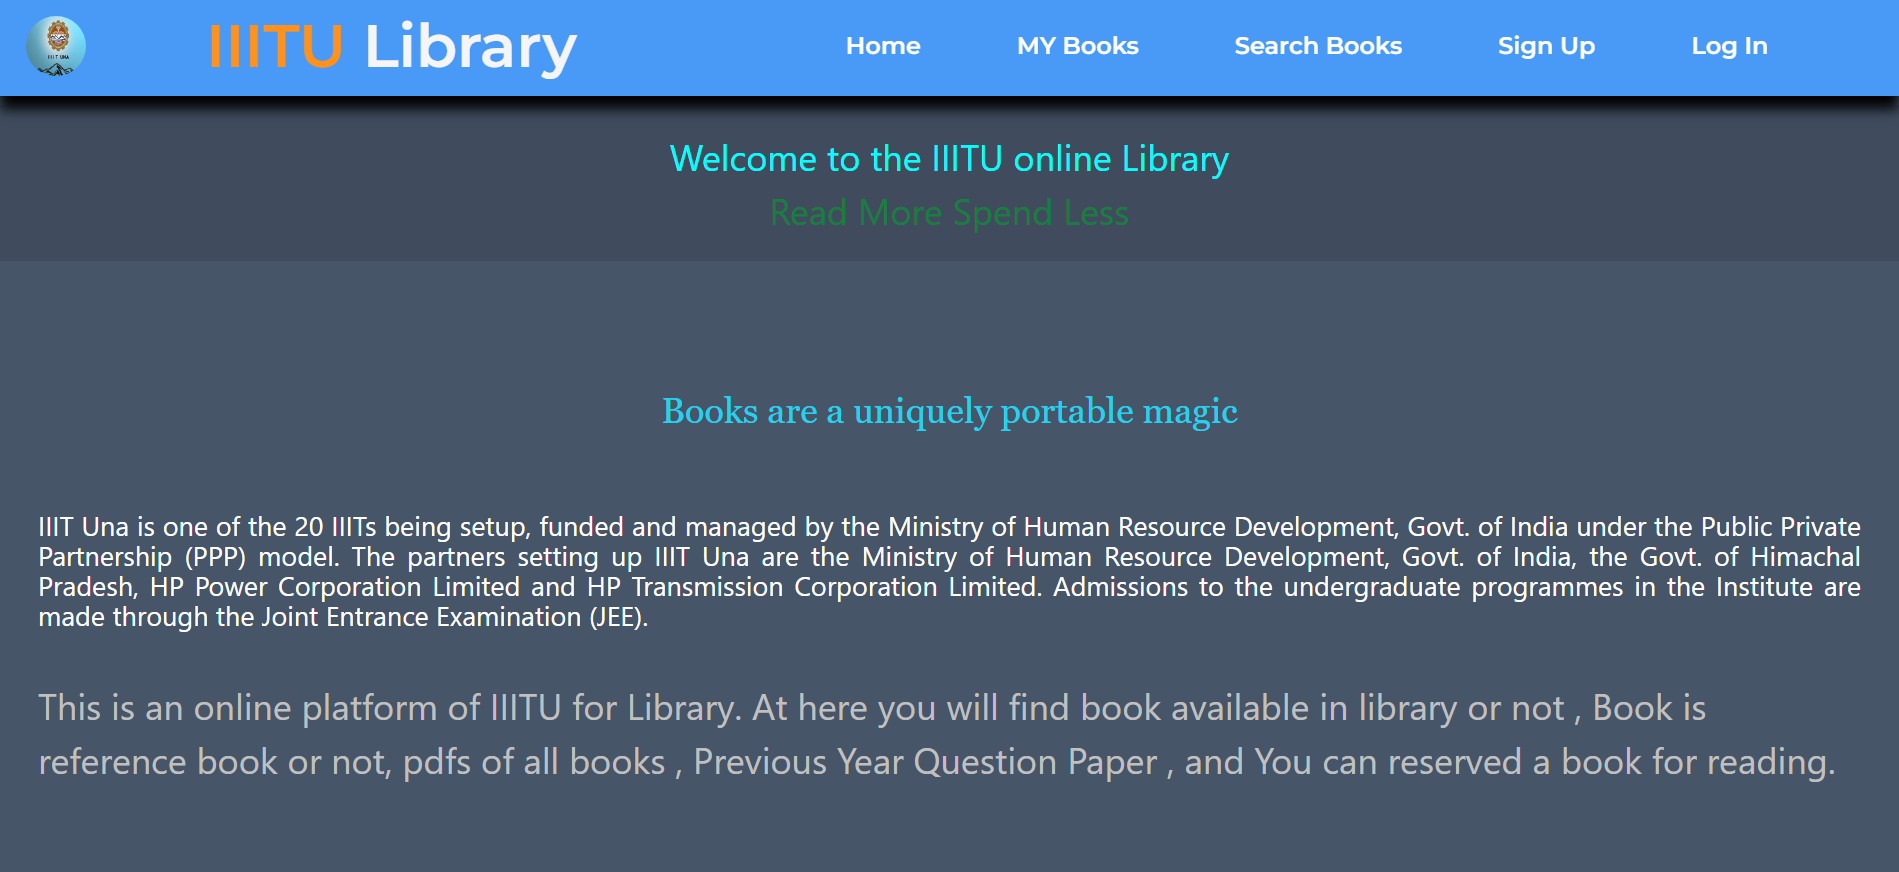 IIIT UNA
IIITU Library
Home
MY Books
Search Books
Sign Up
Log In
Welcome to the IIITU online Library
Read More Spend Less
Books are a uniquely portable magic
IIIT Una is one of the 20 IIITs being setup, funded and managed by the Ministry of Human Resource Development, Govt. of India under the Public Private
Partnership (PPP) model. The partners setting up IIIT Una are the Ministry of Human Resource Development, Govt. of India, the Govt. of Himachal
Pradesh, HP Power Corporation Limited and HP Transmission Corporation Limited. Admissions to the undergraduate programmes in the Institute are
made through the Joint Entrance Examination (JEE).
This is an online platform of IIITU for Library. At here you will find book available in library or not , Book is
reference book or not, pdfs of all books , Previous Year Question Paper , and You can reserved a book for reading.